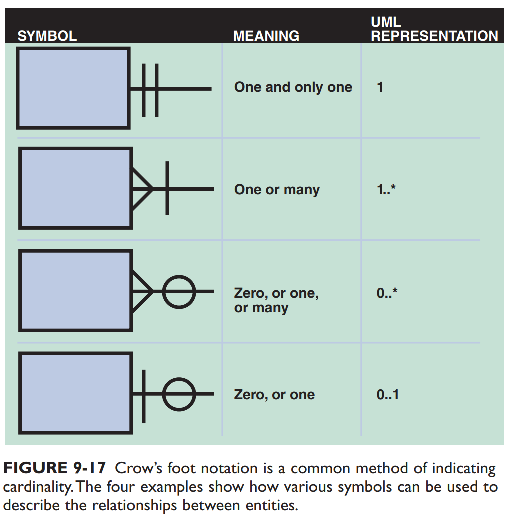 SYMBOL MEANING UML
REPRESENTATION
One and only one 1
One or many 1..*
Zero, or one,
or many 0..*
Zero, or one 0..1
FIGURE 9-17 Crow’s foot notation is a common method of indicating
cardinality. The four examples show how various symbols can be used to
describe the relationships between entities.